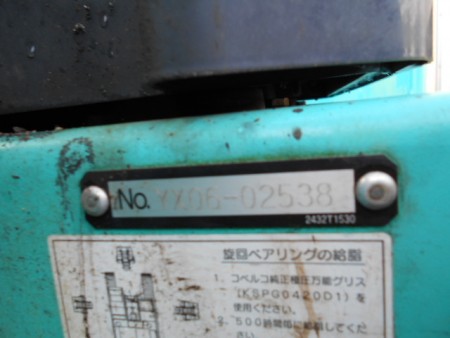 No. YX06-02538
2432T1530
旋回ベアリングの給脂
1. コベルコ純正極圧万能グリス
(KSPG0420D1)を
使用ください。
2. 500時間毎に給脂してくだ
さい。